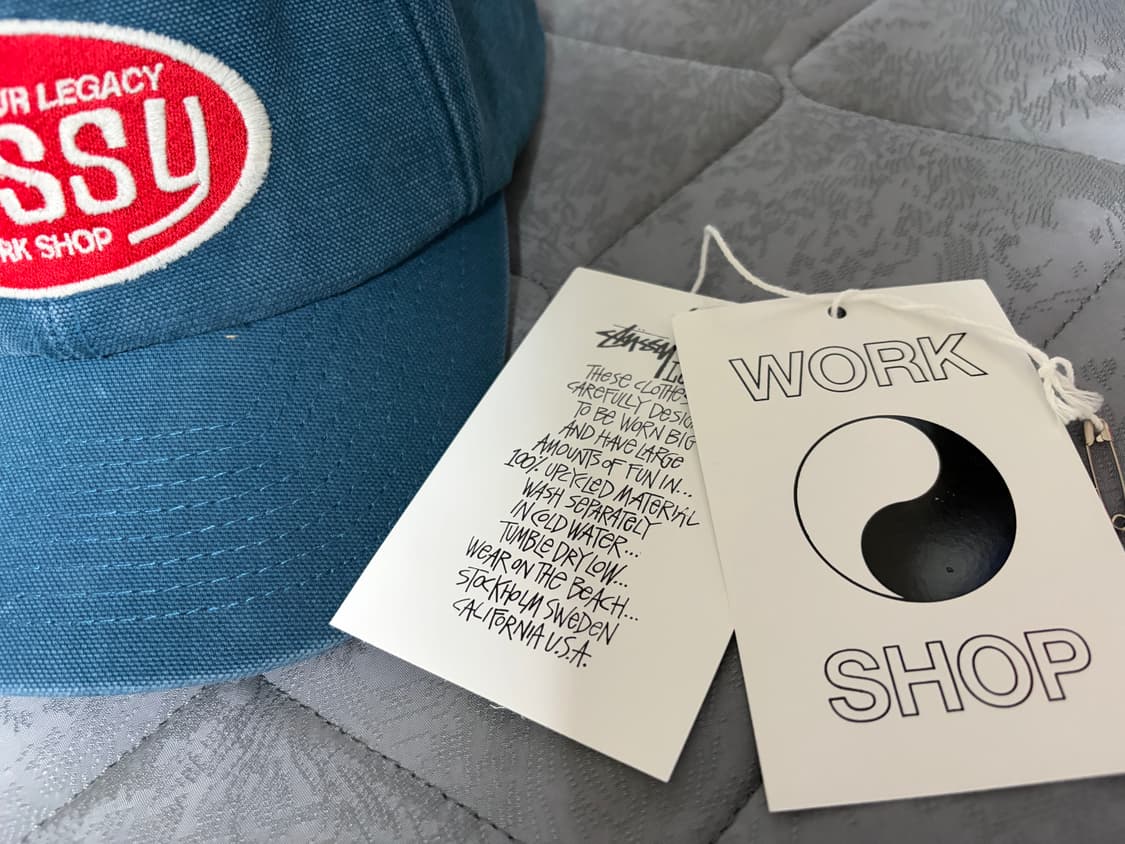 UR LEGACY
SSY
RK SHOP
STÜSSY
THESE CLOTHE
CAREFULLY DESIG
TO BE WORN BIG
AND HAVE LARGE
AMOUNTS OF FUN IN...
100% UPCYCLED MATERIAL
WASH SEPARATELY
IN COLD WATER...
TUMBLE DRY LOW...
WEAR ON THE BEACH...
STOCKHOLM SWEDEN
CALIFORNIA U.S.A.
WORK
SHOP